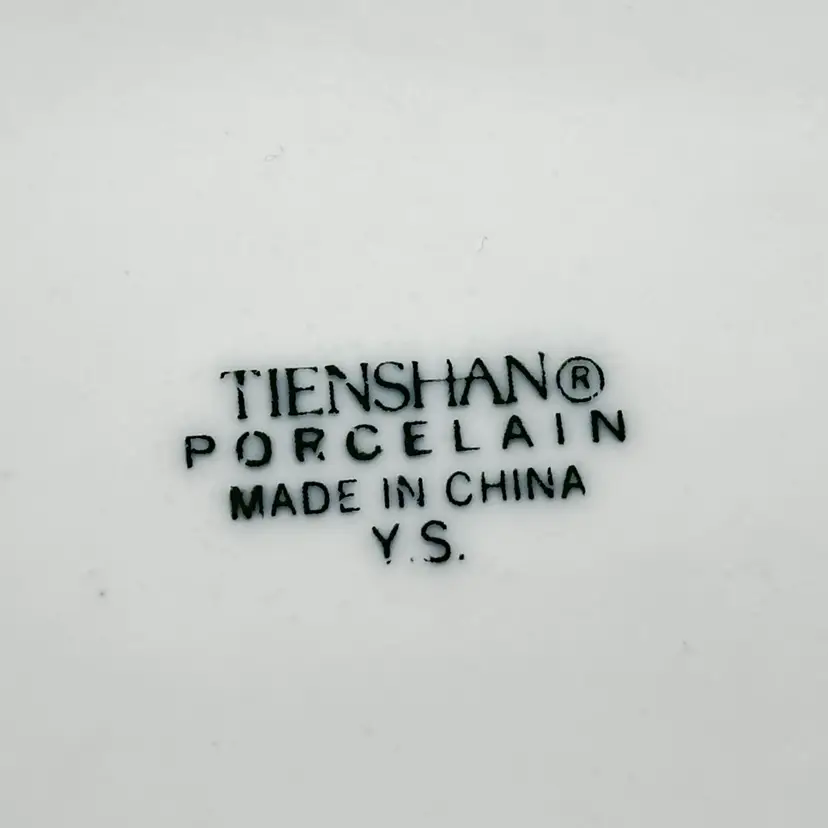 TIENSHAN®
PORCELAIN
MADE IN CHINA
Y.S.